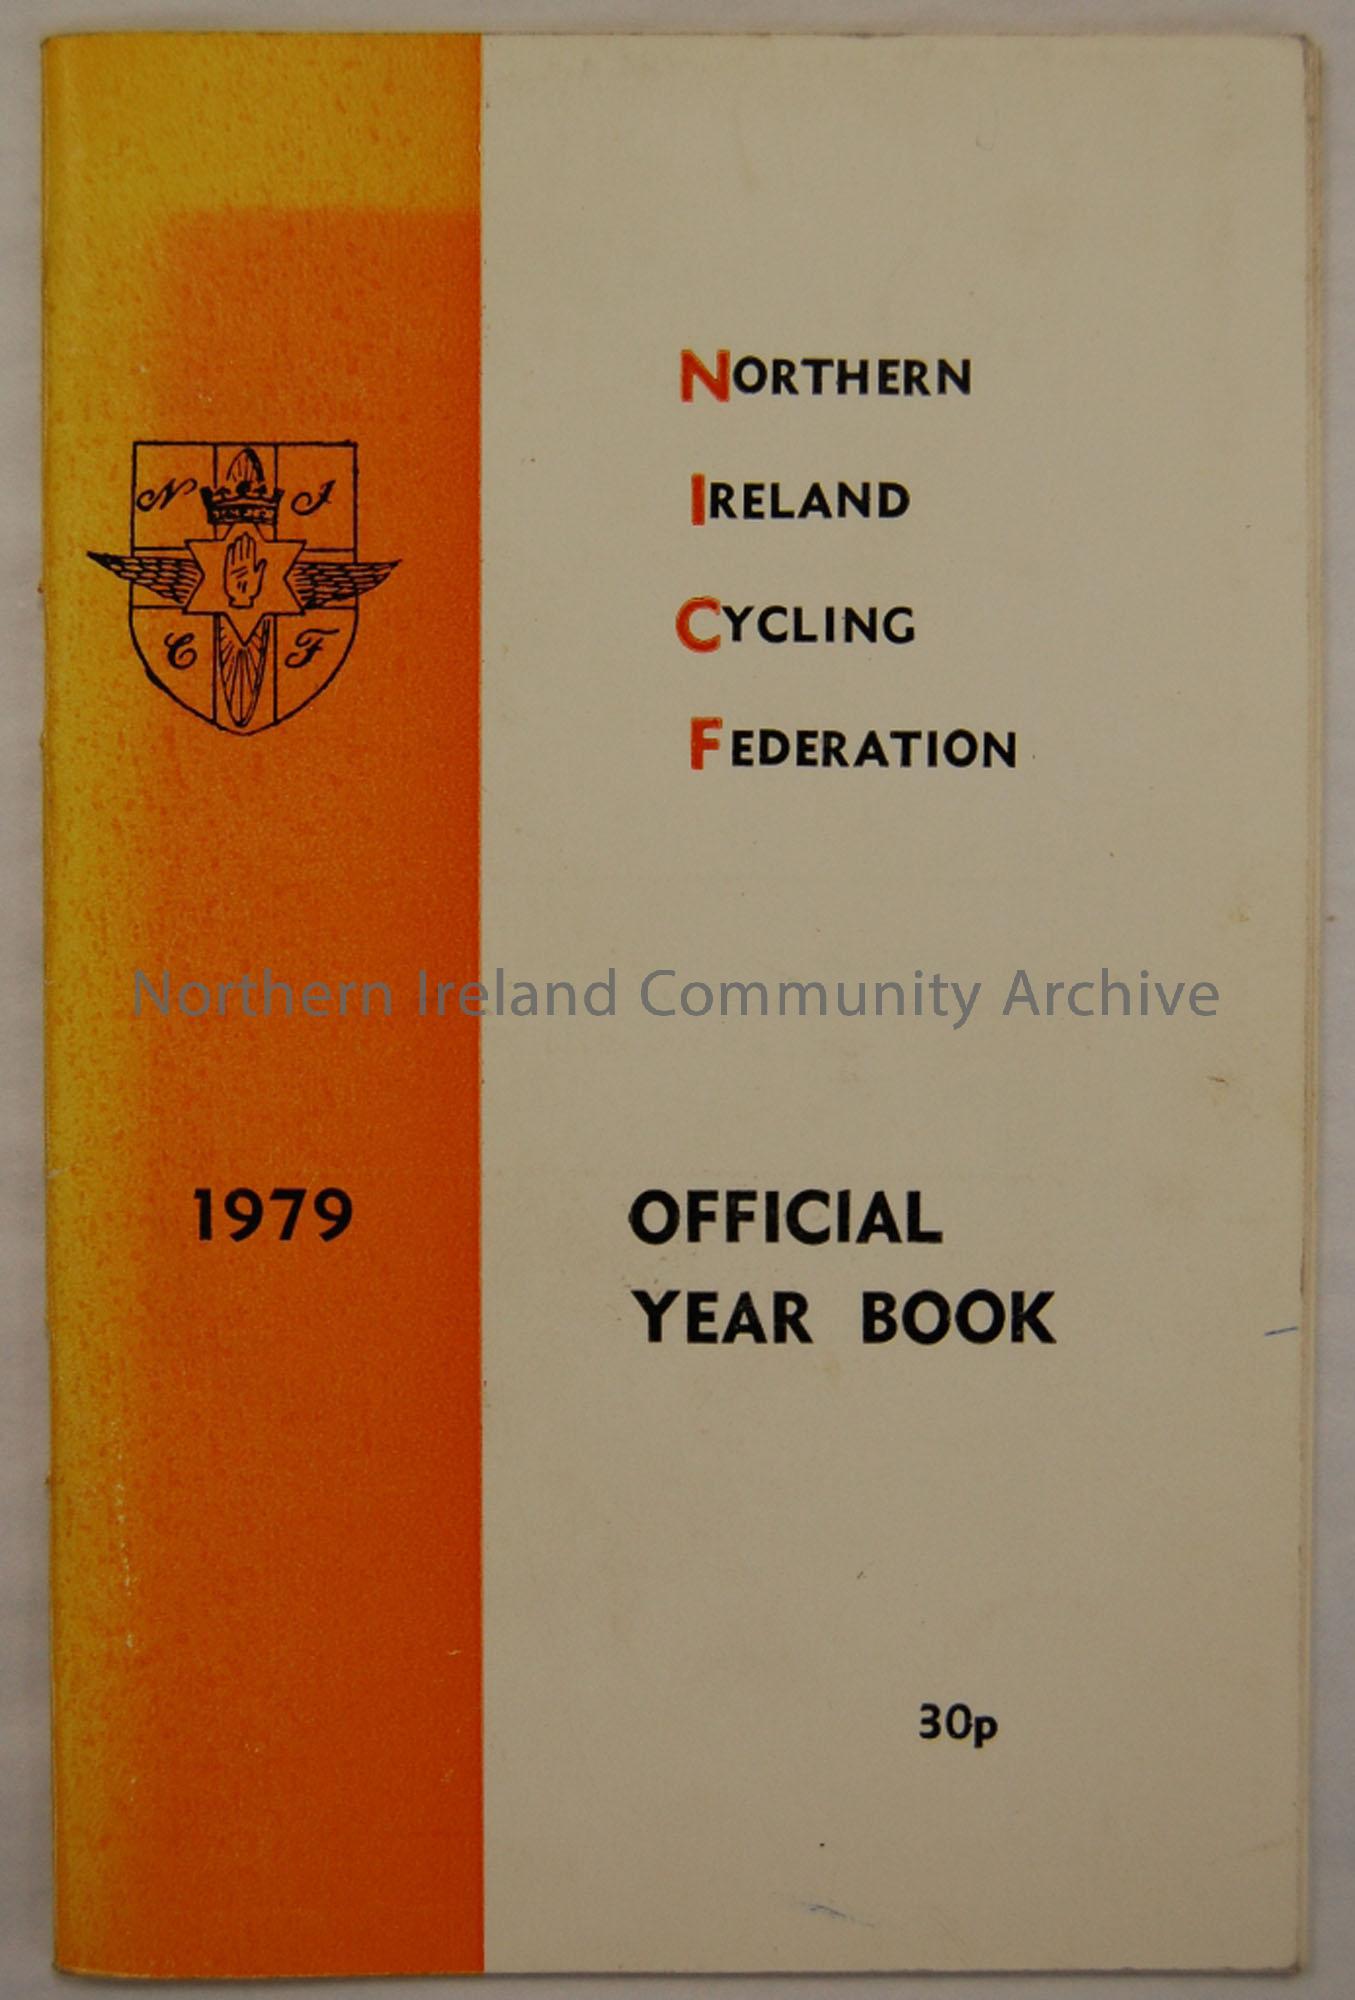 NORTHERN
IRELAND
CYCLING
FEDERATION
N I
C F
Northern Ireland Community Archive
1979
OFFICIAL
YEAR BOOK
30p